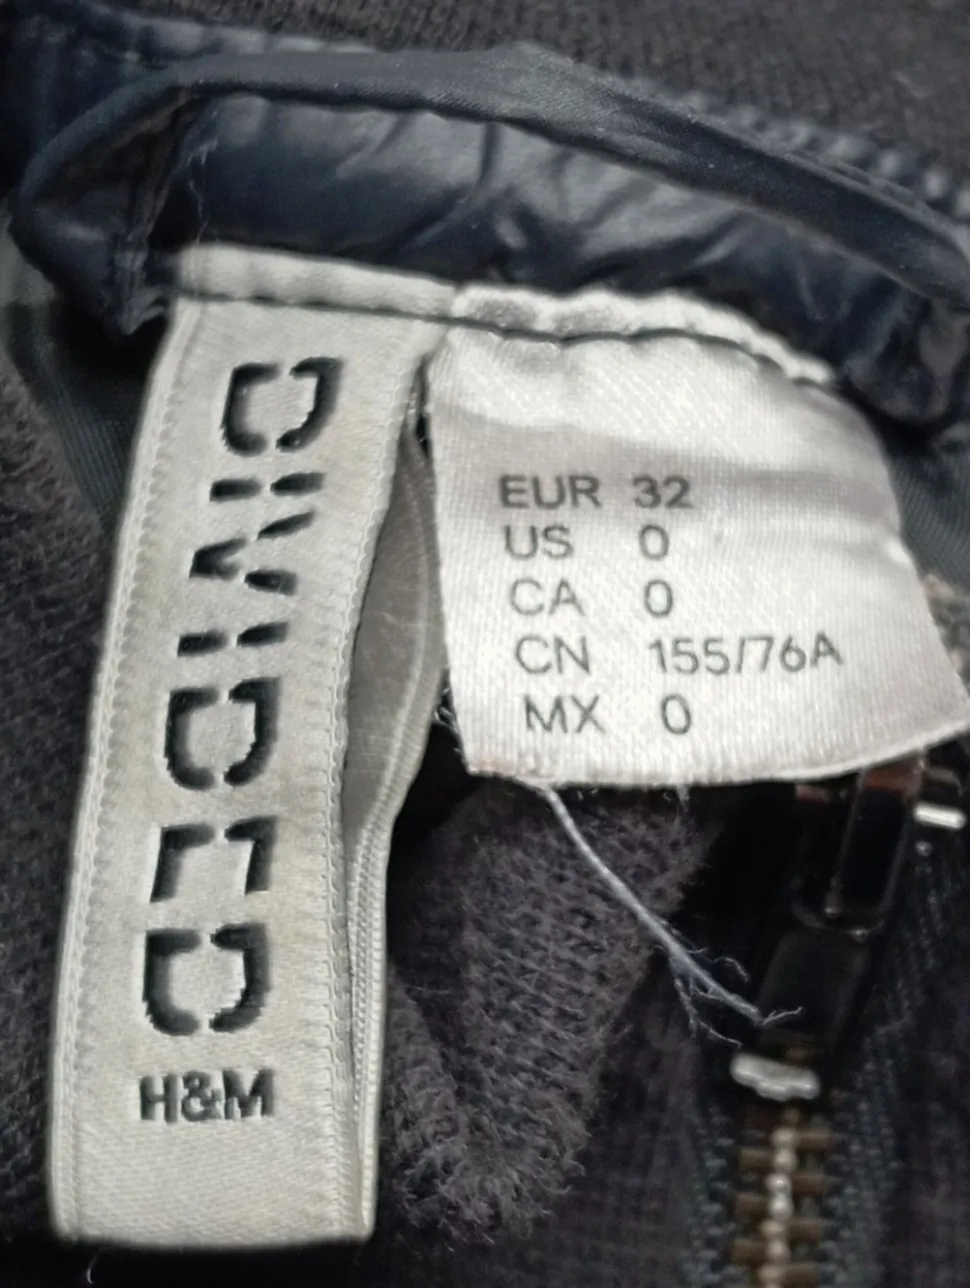 DIVIDED
H&M
EUR 32
US 0
CA 0
CN 155/76A
MX 0